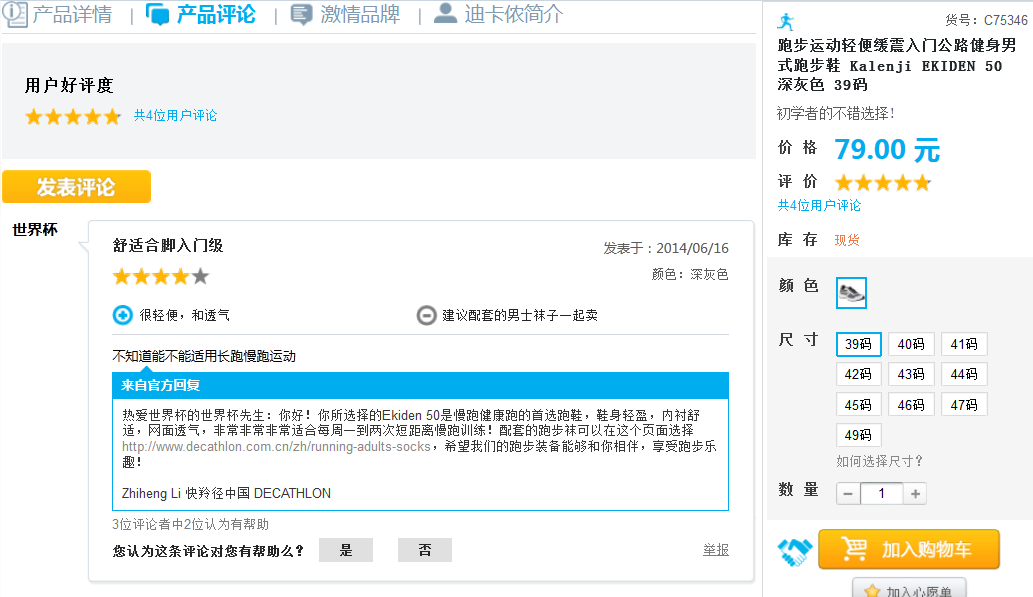 产品详情 | 产品评论 | 激情品牌 | 迪卡侬简介
用户好评度
共4位用户评论
发表评论
世界杯
舒适合脚入门级
发表于：2014/06/16
颜色：深灰色
很轻便，和透气
建议配套的男士袜子一起卖
不知道能不能适用长跑慢跑运动
来自官方回复
热爱世界杯的世界杯先生：你好！你所选择的Ekiden 50是慢跑健康跑的首选跑鞋，鞋身轻盈，内衬舒
适，网面透气，非常非常非常适合每周一到两次短距离慢跑训练！配套的跑步袜可以在这个页面选择
http://www.decathlon.com.cn/zh/running-adults-socks，希望我们的跑步装备能够和你相伴，享受跑步乐
趣！
Zhiheng Li 快羚径中国 DECATHLON
3位评论者中2位认为有帮助
您认为这条评论对您有帮助么？
是
否
举报
货号：C75346
跑步运动轻便缓震入门公路健身男
式跑步鞋 Kalenji EKIDEN 50
深灰色 39码
初学者的不错选择！
价 格 79.00 元
评 价
共4位用户评论
库 存 现货
颜 色
尺 寸 39码 40码 41码
42码 43码 44码
45码 46码 47码
49码
如何选择尺寸？
数 量 − 1 +
加入购物车
加入心愿单